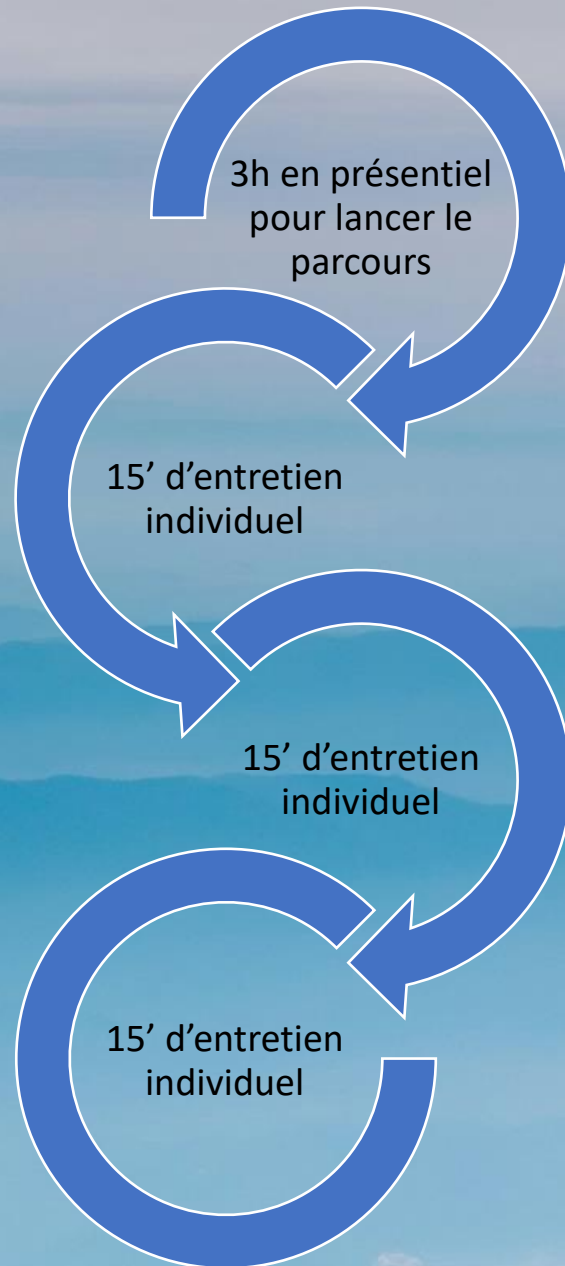 3h en présentiel
pour lancer le
parcours
15’ d’entretien
individuel
15’ d’entretien
individuel
15’ d’entretien
individuel